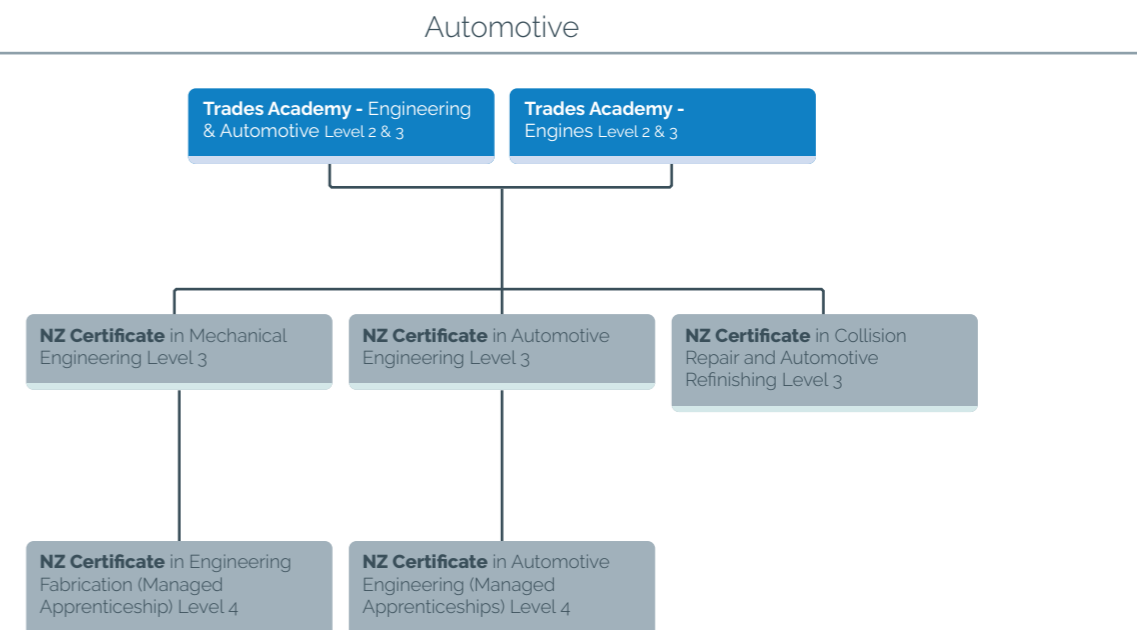 Automotive
Trades Academy - Engineering
& Automotive Level 2 & 3
Trades Academy -
Engines Level 2 & 3
NZ Certificate in Mechanical
Engineering Level 3
NZ Certificate in Automotive
Engineering Level 3
NZ Certificate in Collision
Repair and Automotive
Refinishing Level 3
NZ Certificate in Engineering
Fabrication (Managed
Apprenticeship) Level 4
NZ Certificate in Automotive
Engineering (Managed
Apprenticeships) Level 4